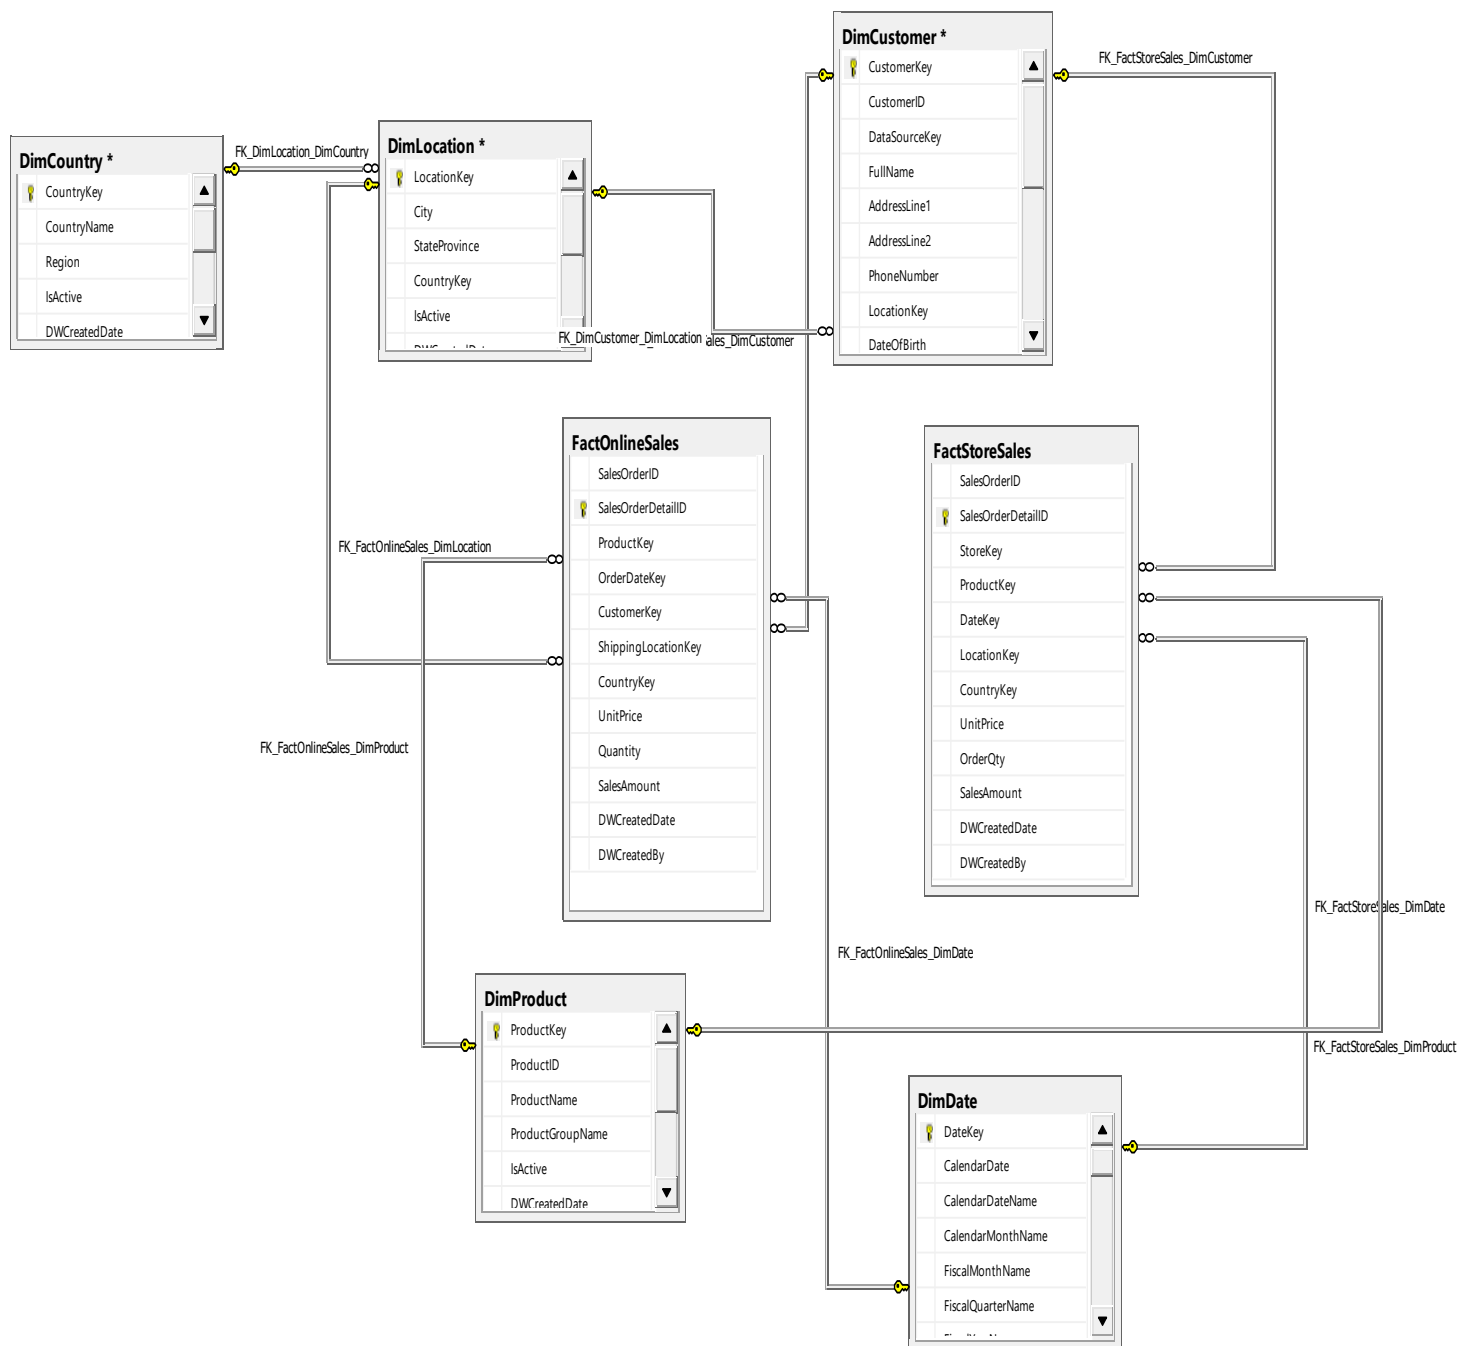 DimCustomer *
CustomerKey
CustomerID
DataSourceKey
FullName
AddressLine1
AddressLine2
PhoneNumber
LocationKey
DateOfBirth
FK_FactStoreSales_DimCustomer
DimCountry *
CountryKey
CountryName
Region
IsActive
DWCreatedDate
FK_DimLocation_DimCountry
DimLocation *
LocationKey
City
StateProvince
CountryKey
IsActive
FK_DimCustomer_DimLocation
ales_DimCustomer
FactOnlineSales
SalesOrderID
SalesOrderDetailID
ProductKey
OrderDateKey
CustomerKey
ShippingLocationKey
CountryKey
UnitPrice
Quantity
SalesAmount
DWCreatedDate
DWCreatedBy
FactStoreSales
SalesOrderID
SalesOrderDetailID
StoreKey
ProductKey
DateKey
LocationKey
CountryKey
UnitPrice
OrderQty
SalesAmount
DWCreatedDate
DWCreatedBy
FK_FactOnlineSales_DimLocation
FK_FactOnlineSales_DimProduct
FK_FactStoreSales_DimDate
FK_FactOnlineSales_DimDate
FK_FactStoreSales_DimProduct
DimProduct
ProductKey
ProductID
ProductName
ProductGroupName
IsActive
DWCreatedDate
DimDate
DateKey
CalendarDate
CalendarDateName
CalendarMonthName
FiscalMonthName
FiscalQuarterName